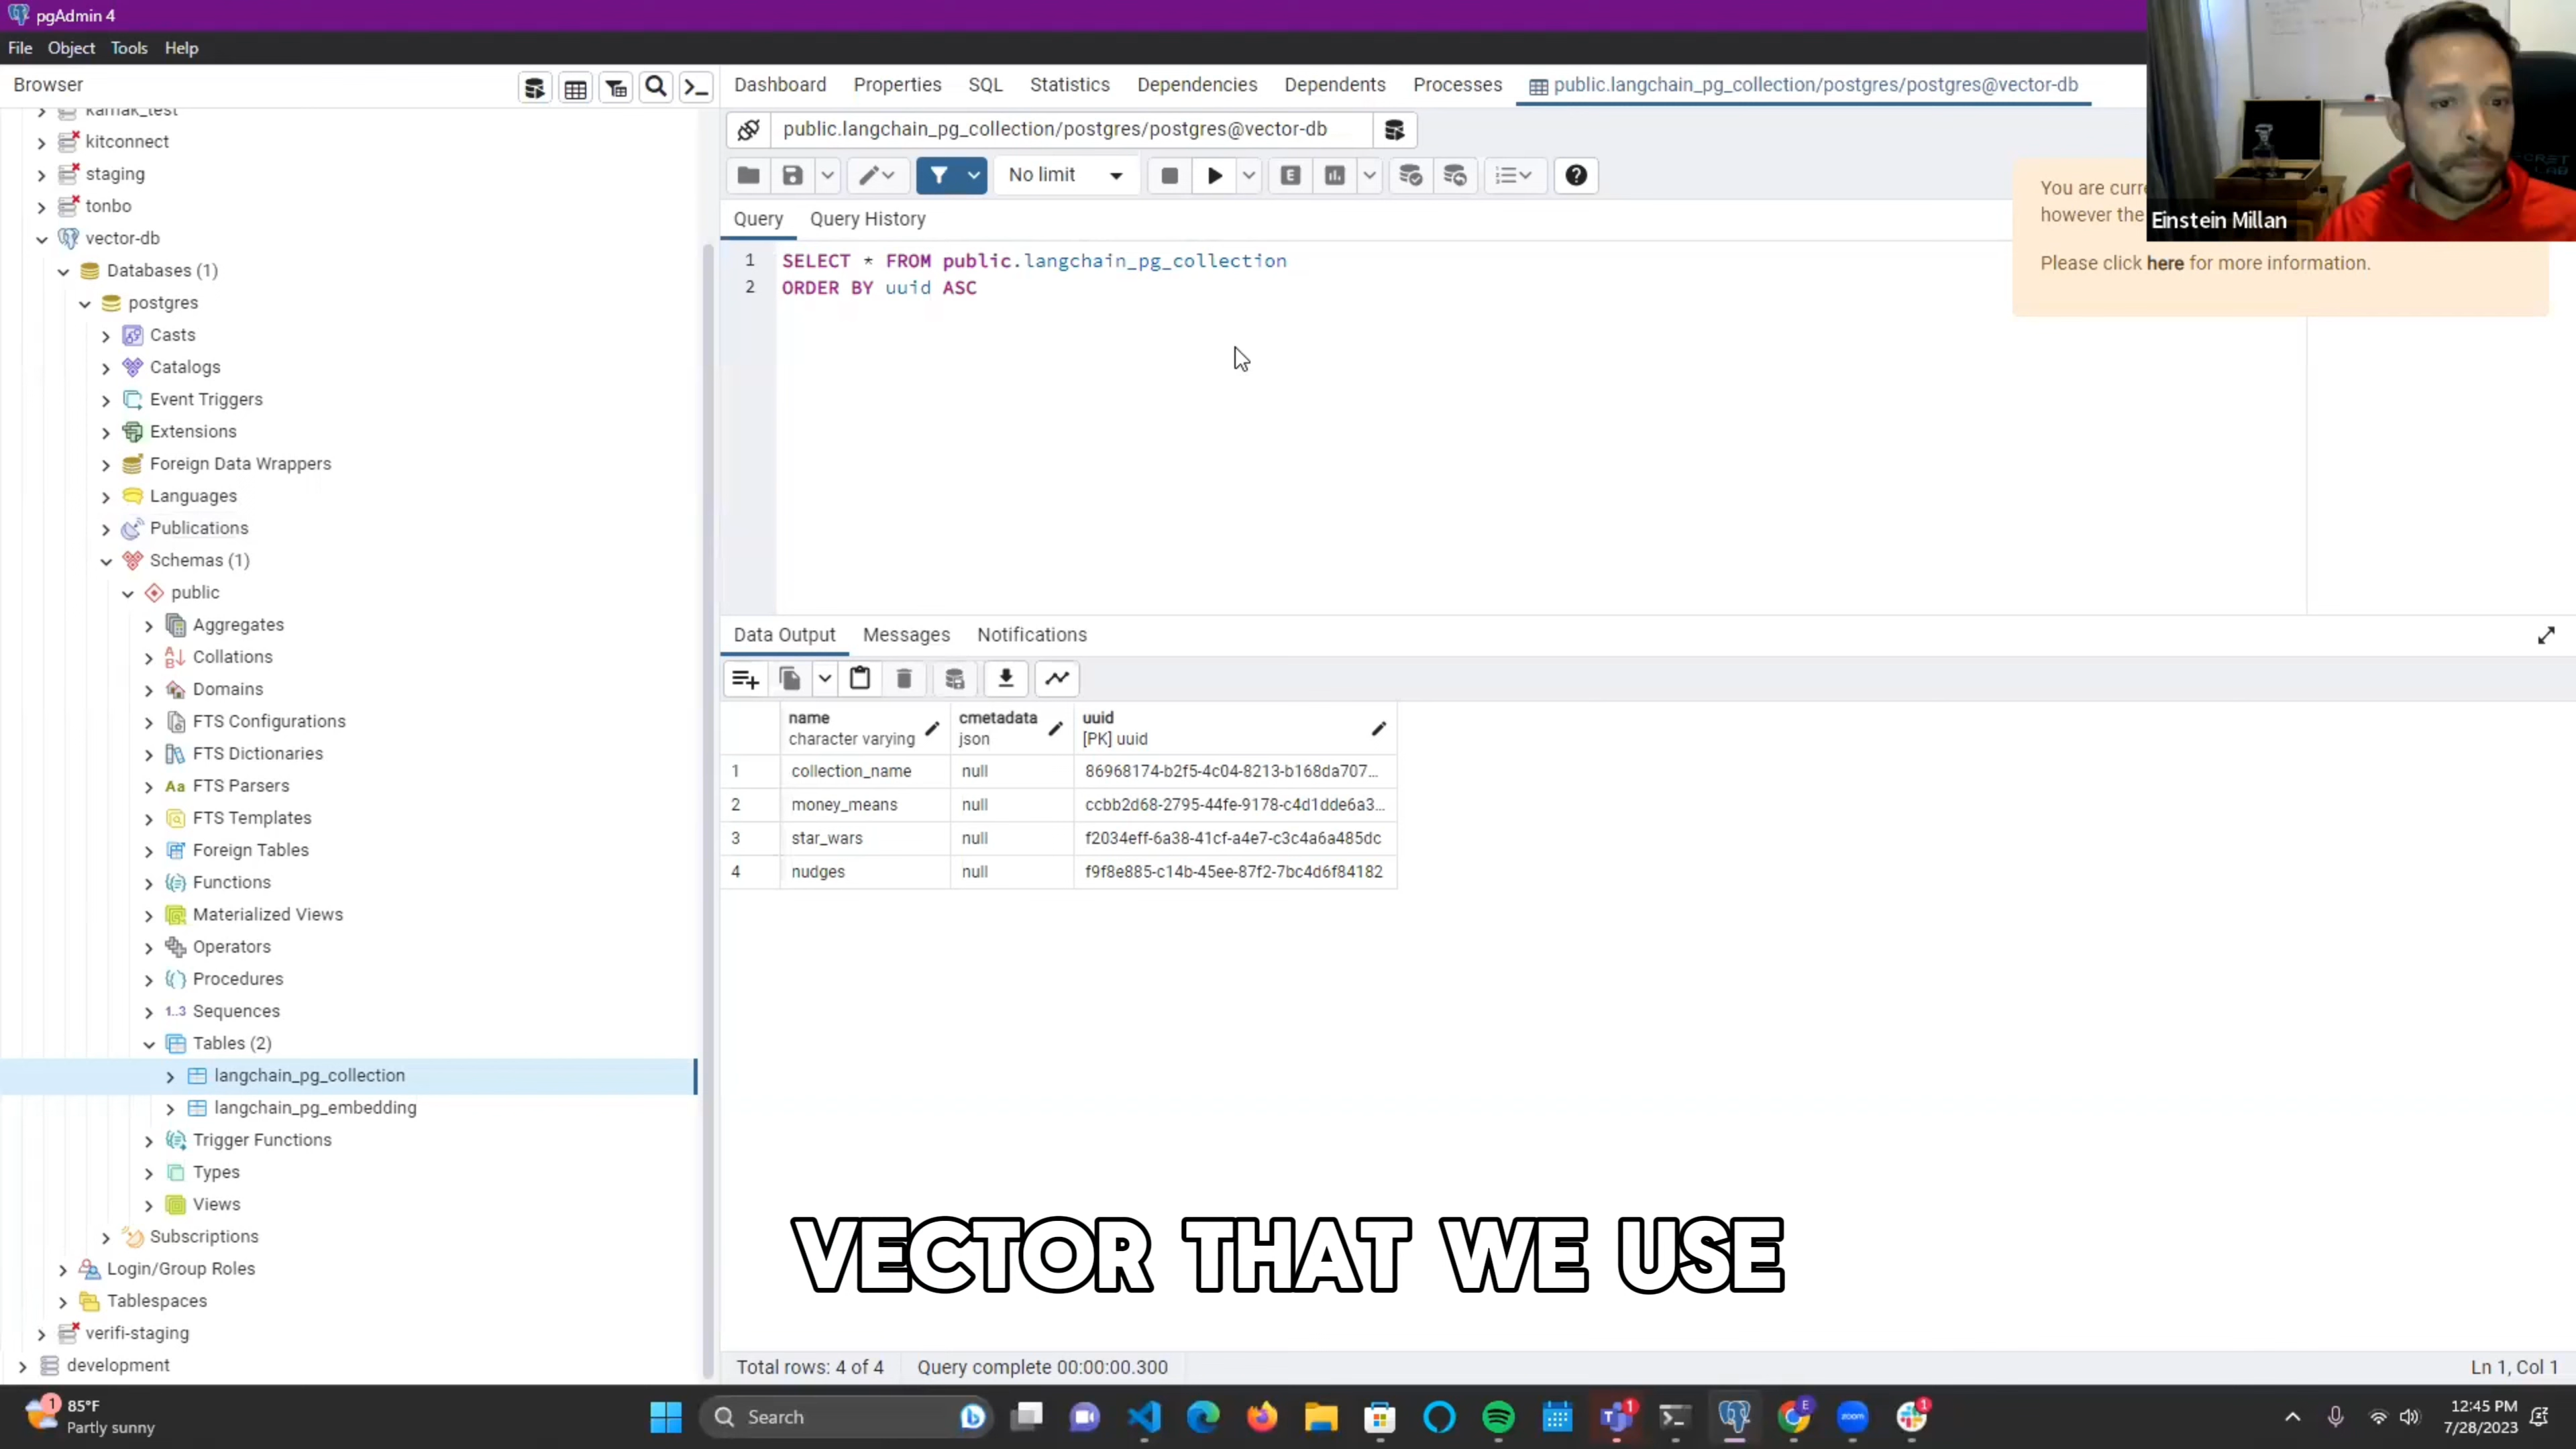 pgAdmin 4
File Object Tools Help
Browser
kitconnect
staging
tonbo
vector-db
Databases (1)
postgres
Casts
Catalogs
Event Triggers
Extensions
Foreign Data Wrappers
Languages
Publications
Schemas (1)
public
Aggregates
Collations
Domains
FTS Configurations
FTS Dictionaries
FTS Parsers
FTS Templates
Foreign Tables
Functions
Materialized Views
Operators
Procedures
1..3 Sequences
Tables (2)
langchain_pg_collection
langchain_pg_embedding
Trigger Functions
Types
Views
Subscriptions
Login/Group Roles
Tablespaces
verifi-staging
development
Dashboard Properties SQL Statistics Dependencies Dependents Processes public.langchain_pg_collection/postgres/postgres@vector-db
public.langchain_pg_collection/postgres/postgres@vector-db
No limit
Query Query History
1 SELECT * FROM public.langchain_pg_collection
2 ORDER BY uuid ASC
You are
however the
Please click here for more information.
Einstein Millan
Data Output Messages Notifications
name cmetadata uuid
character varying json [PK] uuid
1 collection_name null 86968174-b2f5-4c04-8213-b168da707...
2 money_means null ccbb2d68-2795-44fe-9178-c4d1dde6a3...
3 star_wars null f2034eff-6a38-41cf-a4e7-c3c4a6a485dc
4 nudges null f9f8e885-c14b-45ee-87f2-7bc4d6f84182
VECTOR THAT WE USE
Total rows: 4 of 4 Query complete 00:00:00.300 Ln 1, Col 1
1 85°F
Partly sunny
Search
zoom
12:45 PM
7/28/2023